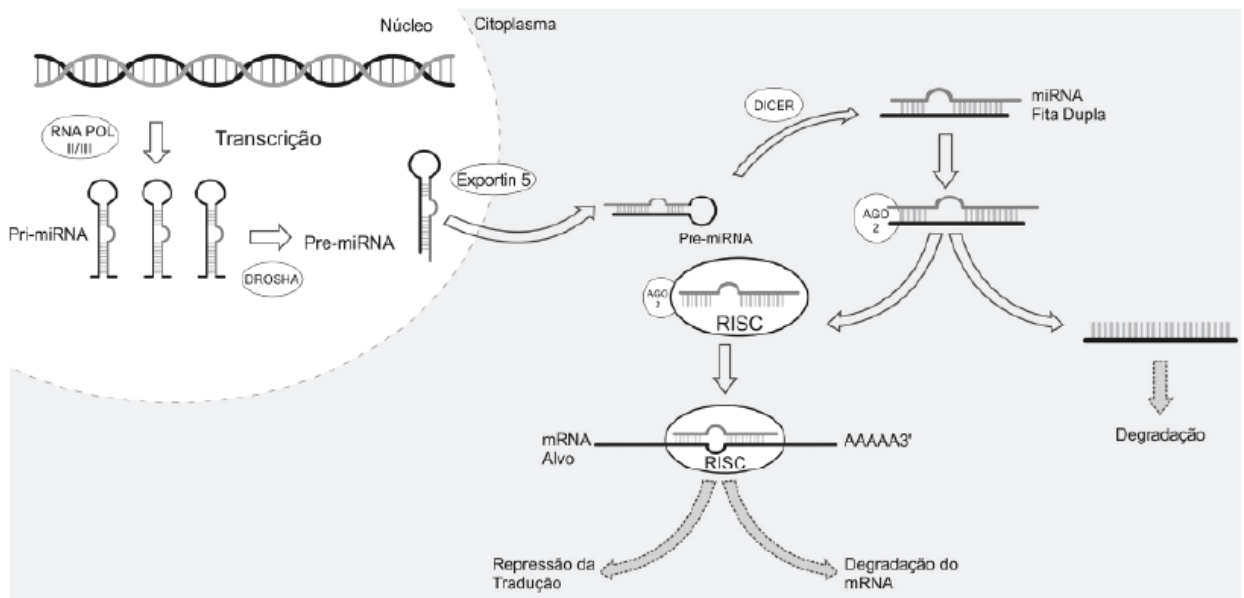 Núcleo
Citoplasma
RNA POL
II/III
Transcrição
Pri-miRNA
DROSHA
Pre-miRNA
Exportin 5
Pre-miRNA
DICER
miRNA
Fita Dupla
AGO
2
AGO
2
RISC
Degradação
mRNA
Alvo
RISC
AAAAA3'
Repressão da
Tradução
Degradação do
mRNA